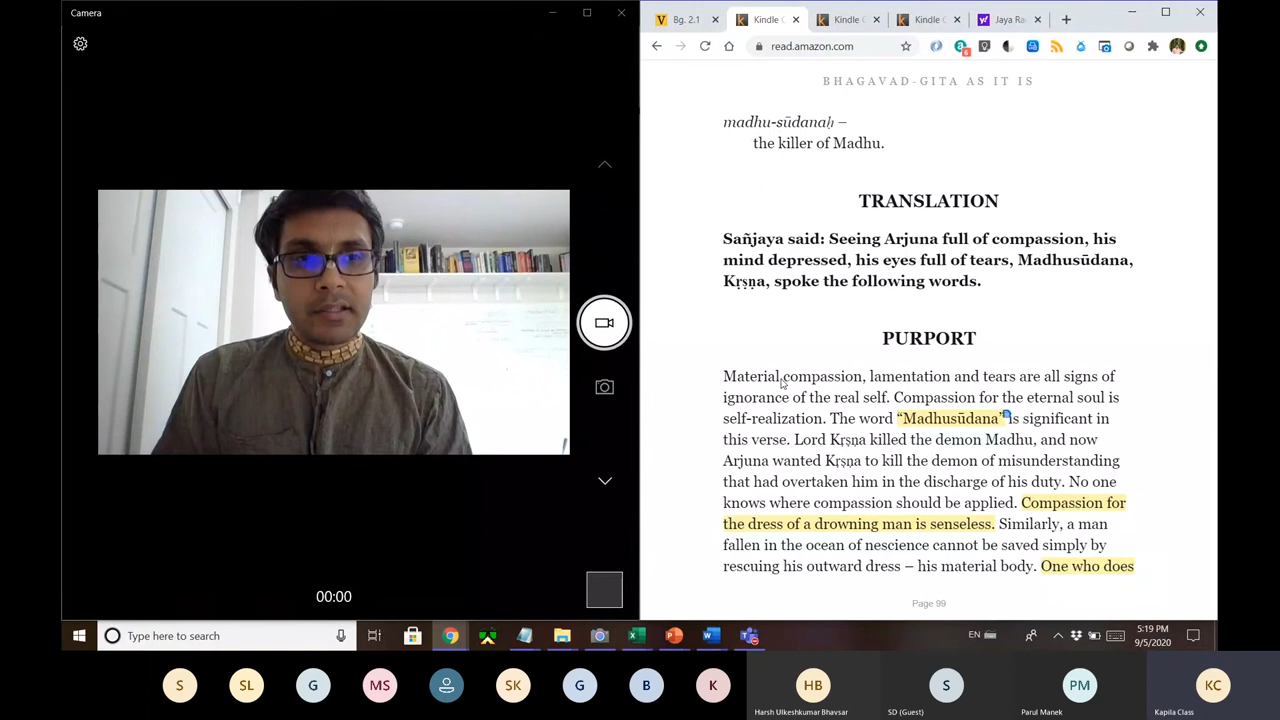 Camera
Bg. 2.1
Kindle
Kindle
Kindle
Jaya Ra
read.amazon.com
6
BHAGAVAD-GITA AS IT IS
madhu-sūdanaḥ –
the killer of Madhu.
TRANSLATION
Sañjaya said: Seeing Arjuna full of compassion, his
mind depressed, his eyes full of tears, Madhusūdana,
Kṛṣṇa, spoke the following words.
PURPORT
Material compassion, lamentation and tears are all signs of
ignorance of the real self. Compassion for the eternal soul is
self-realization. The word “Madhusūdana” is significant in
this verse. Lord Kṛṣṇa killed the demon Madhu, and now
Arjuna wanted Kṛṣṇa to kill the demon of misunderstanding
that had overtaken him in the discharge of his duty. No one
knows where compassion should be applied. Compassion for
the dress of a drowning man is senseless. Similarly, a man
fallen in the ocean of nescience cannot be saved simply by
rescuing his outward dress – his material body. One who does
Page 99
00:00
Type here to search
EN
5:19 PM
9/5/2020
S
SL
G
MS
SK
G
B
K
HB
S
PM
KC
Harsh Ulkeshkumar Bhavsar
SD (Guest)
Parul Manek
Kapila Class